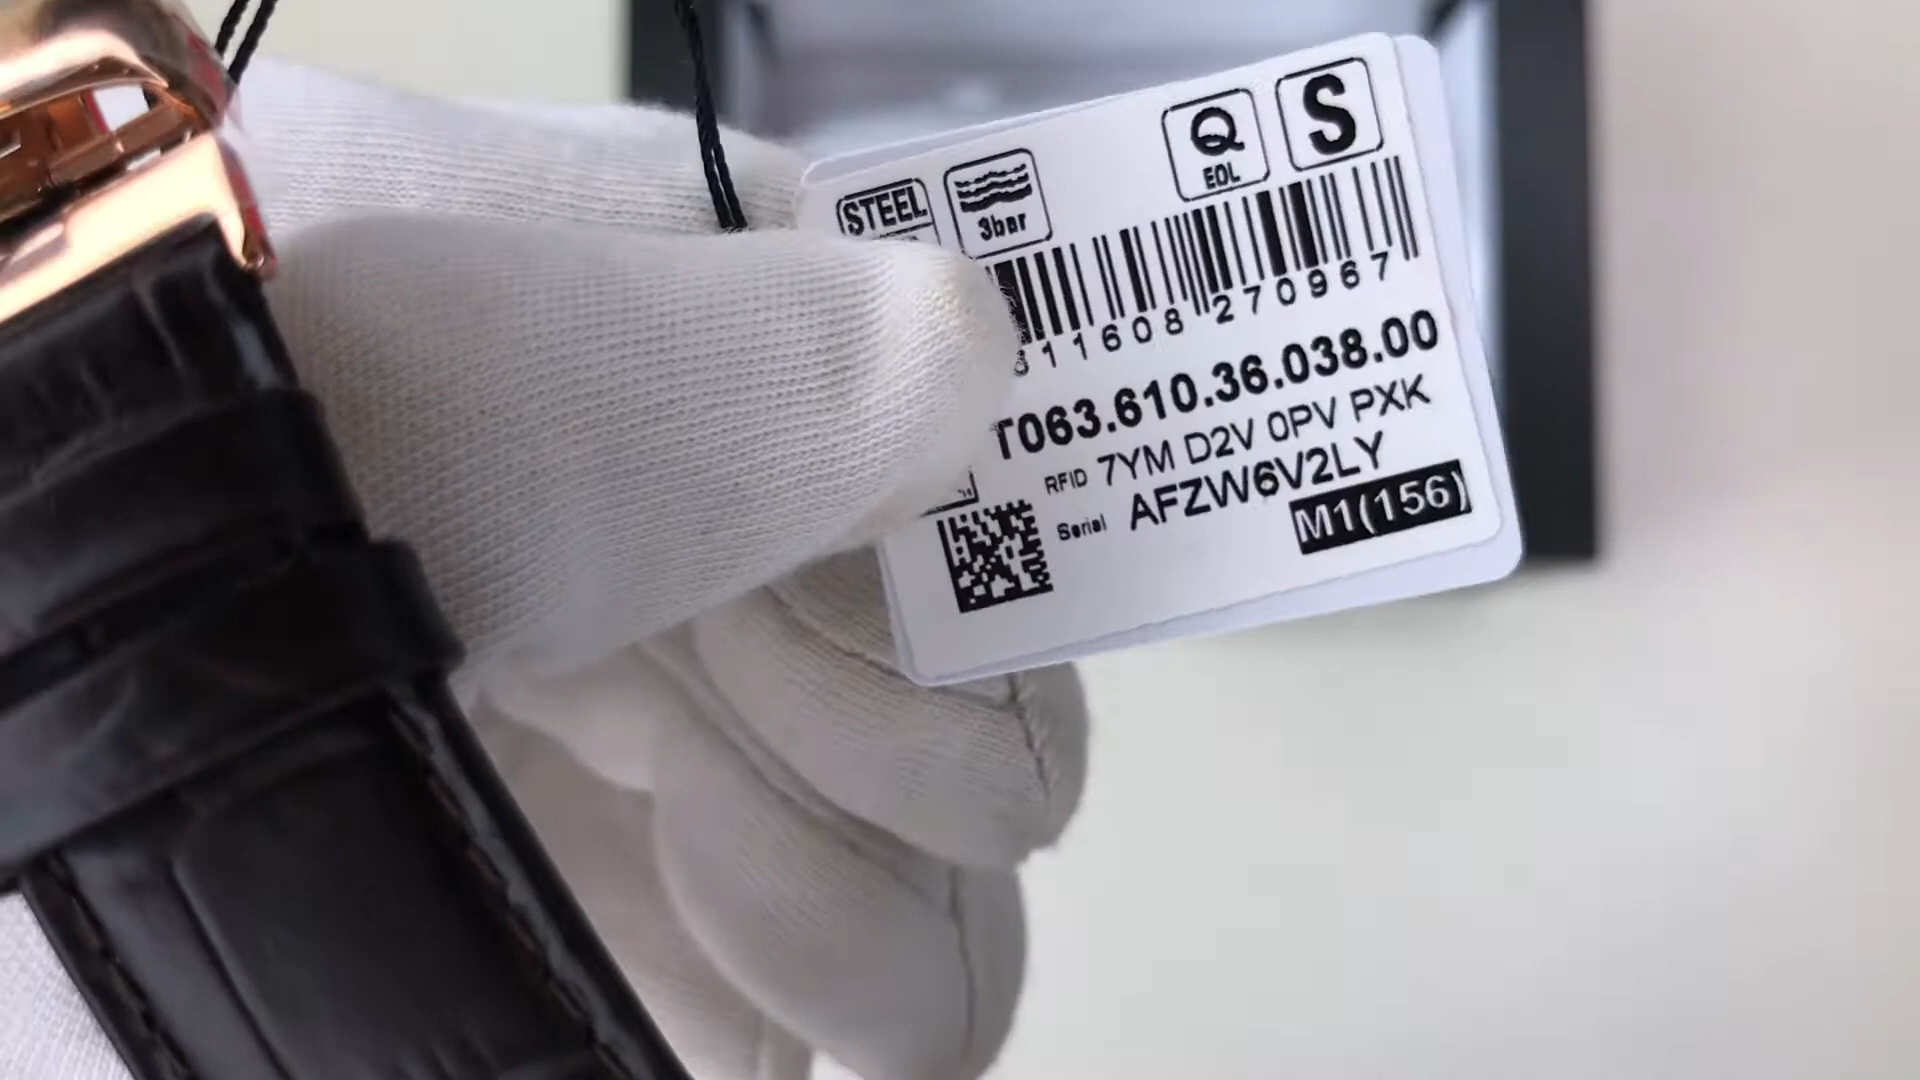 STEEL
3bar
Q
EOL
S
11608 270967
T063.610.36.038.00
RFID 7YM D2V 0PV PXK
Serial AFZW6V2LY
M1(156)